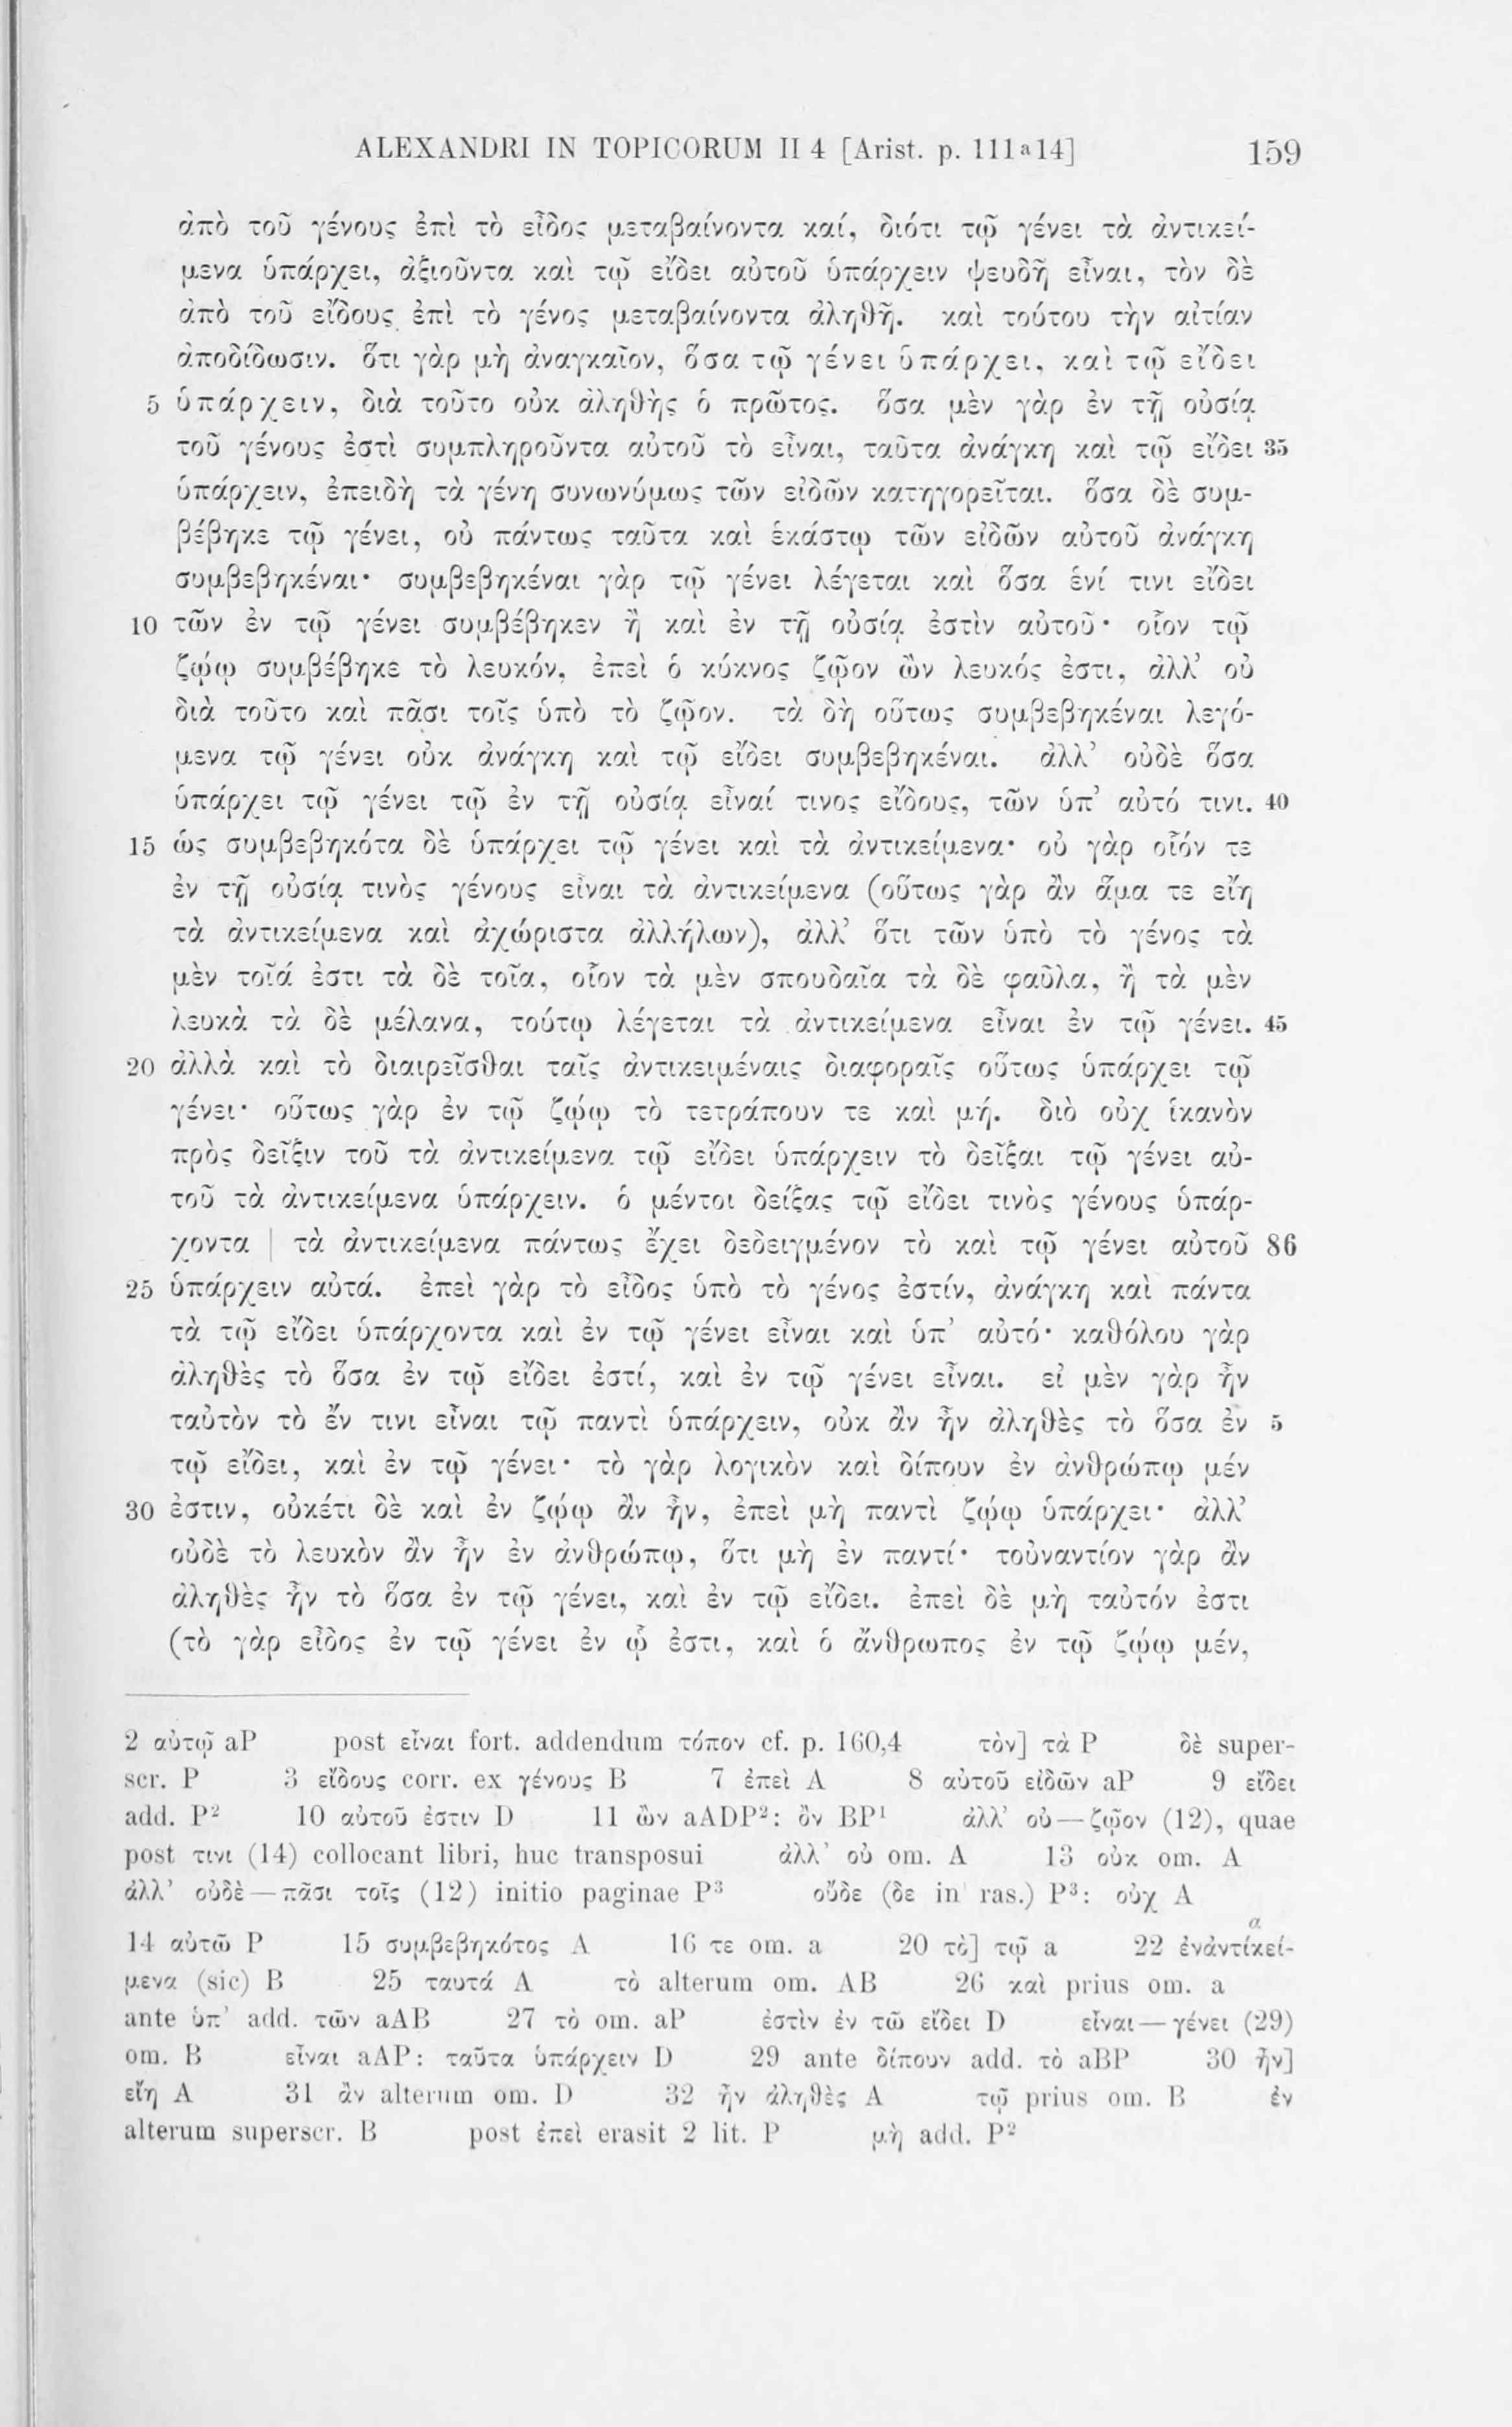 ALEXANDRI IN TOPICORUM II 4 [Arist. p. 111ª14] 159
ἀπὸ τοῦ γένους ἐπὶ τὸ εἶδος μεταβαίνοντα καί, διότι τῷ γένει τὰ ἀντικεί-
μενα ὑπάρχει, ἀξιοῦντα καὶ τῷ εἴδει αὐτοῦ ὑπάρχειν ψευδῆ εἶναι, τὸν δὲ
ἀπὸ τοῦ εἴδους ἐπὶ τὸ γένος μεταβαίνοντα ἀληθῆ. καὶ τούτου τὴν αἰτίαν
ἀποδίδωσιν. ὅτι γὰρ μὴ ἀναγκαῖον, ὅσα τῷ γένει ὑπάρχει, καὶ τῷ εἴδει
5 ὑπάρχειν, διὰ τοῦτο οὐκ ἀληθὴς ὁ πρῶτος. ὅσα μὲν γὰρ ἐν τῇ οὐσίᾳ
τοῦ γένους ἐστὶ συμπληροῦντα αὐτοῦ τὸ εἶναι, ταῦτα ἀνάγκη καὶ τῷ εἴδει 35
ὑπάρχειν, ἐπειδὴ τὰ γένη συνωνύμως τῶν εἰδῶν κατηγορεῖται. ὅσα δὲ συμ-
βέβηκε τῷ γένει, οὐ πάντως ταῦτα καὶ ἑκάστῳ τῶν εἰδῶν αὐτοῦ ἀνάγκη
συμβεβηκέναι· συμβεβηκέναι γὰρ τῷ γένει λέγεται καὶ ὅσα ἑνί τινι εἴδει
10 τῶν ἐν τῷ γένει συμβέβηκεν ἢ καὶ ἐν τῇ οὐσίᾳ ἐστὶν αὐτοῦ· οἷον τῷ
ζῴῳ συμβέβηκε τὸ λευκόν, ἐπεὶ ὁ κύκνος ζῷον ὢν λευκός ἐστι, ἀλλ’ οὐ
διὰ τοῦτο καὶ πᾶσι τοῖς ὑπὸ τὸ ζῷον. τὰ δὴ οὕτως συμβεβηκέναι λεγό-
μενα τῷ γένει οὐκ ἀνάγκη καὶ τῷ εἴδει συμβεβηκέναι. ἀλλ’ οὐδὲ ὅσα
ὑπάρχει τῷ γένει τῷ ἐν τῇ οὐσίᾳ εἶναί τινος εἴδους, τῶν ὑπ’ αὐτό τινι. 40
15 ὡς συμβεβηκότα δὲ ὑπάρχει τῷ γένει καὶ τὰ ἀντικείμενα· οὐ γὰρ οἷόν τε
ἐν τῇ οὐσίᾳ τινὸς γένους εἶναι τὰ ἀντικείμενα (οὕτως γὰρ ἂν ἅμα τε εἴη
τὰ ἀντικείμενα καὶ ἀχώριστα ἀλλήλων), ἀλλ’ ὅτι τῶν ὑπὸ τὸ γένος τὰ
μὲν τοῖά ἐστι τὰ δὲ τοῖα, οἷον τὰ μὲν σπουδαῖα τὰ δὲ φαῦλα, ἢ τὰ μὲν
λευκὰ τὰ δὲ μέλανα, τούτῳ λέγεται τὰ ἀντικείμενα εἶναι ἐν τῷ γένει. 45
20 ἀλλὰ καὶ τὸ διαιρεῖσθαι ταῖς ἀντικειμέναις διαφοραῖς οὕτως ὑπάρχει τῷ
γένει· οὕτως γὰρ ἐν τῷ ζῴῳ τὸ τετράπουν τε καὶ μή. διὸ οὐχ ἱκανὸν
πρὸς δεῖξιν τοῦ τὰ ἀντικείμενα τῷ εἴδει ὑπάρχειν τὸ δεῖξαι τῷ γένει αὐ-
τοῦ τὰ ἀντικείμενα ὑπάρχειν. ὁ μέντοι δείξας τῷ εἴδει τινὸς γένους ὑπάρ-
χοντα | τὰ ἀντικείμενα πάντως ἔχει δεδειγμένον τὸ καὶ τῷ γένει αὐτοῦ 86
25 ὑπάρχειν αὐτά. ἐπεὶ γὰρ τὸ εἶδος ὑπὸ τὸ γένος ἐστίν, ἀνάγκη καὶ πάντα
τὰ τῷ εἴδει ὑπάρχοντα καὶ ἐν τῷ γένει εἶναι καὶ ὑπ’ αὐτό· καθόλου γὰρ
ἀληθὲς τὸ ὅσα ἐν τῷ εἴδει ἐστί, καὶ ἐν τῷ γένει εἶναι. εἰ μὲν γὰρ ἦν
ταὐτὸν τὸ ἔν τινι εἶναι τῷ παντὶ ὑπάρχειν, οὐκ ἂν ἦν ἀληθὲς τὸ ὅσα ἐν 5
τῷ εἴδει, καὶ ἐν τῷ γένει· τὸ γὰρ λογικὸν καὶ δίπουν ἐν ἀνθρώπῳ μέν
30 ἐστιν, οὐκέτι δὲ καὶ ἐν ζῴῳ ἂν ἦν, ἐπεὶ μὴ παντὶ ζῴῳ ὑπάρχει· ἀλλ’
οὐδὲ τὸ λευκὸν ἂν ἦν ἐν ἀνθρώπῳ, ὅτι μὴ ἐν παντί· τοὐναντίον γὰρ ἂν
ἀληθὲς ἦν τὸ ὅσα ἐν τῷ γένει, καὶ ἐν τῷ εἴδει. ἐπεὶ δὲ μὴ ταὐτόν ἐστι
(τὸ γὰρ εἶδος ἐν τῷ γένει ἐν ᾧ ἐστι, καὶ ὁ ἄνθρωπος ἐν τῷ ζῴῳ μέν,
2 αὐτῷ aP post εἶναι fort. addendum τόπον cf. p. 160,4 τὸν] τὰ P δὲ super-
scr. P 3 εἴδους corr. ex γένους B 7 ἐπεὶ A 8 αὐτοῦ εἰδῶν aP 9 εἴδει
add. P² 10 αὐτοῦ ἐστιν D 11 ὢν aADP²: ὂν BP¹ ἀλλ’ οὐ — ζῷον (12), quae
post τινι (14) collocant libri, huc transposui ἀλλ’ οὐ om. A 13 οὐκ om. A
ἀλλ’ οὐδὲ — πᾶσι τοῖς (12) initio paginae P³ οὔδε (δε in ras.) P³: οὐχ A
14 αὐτῶ P 15 συμβεβηκότος A 16 τε om. a 20 τὸ] τῷ a 22 ἐνἀντίκεί-
μενα (sic) B 25 ταυτά A τὸ alterum om. AB 26 καὶ prius om. a
ante ὑπ’ add. τῶν aAB 27 τὸ om. aP ἐστὶν ἐν τῶ εἴδει D εἶναι — γένει (29)
om. B εἶναι aAP: ταῦτα ὑπάρχειν D 29 ante δίπουν add. τὸ aBP 30 ἦν]
εἴη A 31 ἂν alterum om. D 32 ἦν ἀληθὲς A τῷ prius om. B ἐν
alterum superscr. B post ἐπεὶ erasit 2 lit. P μὴ add. P²